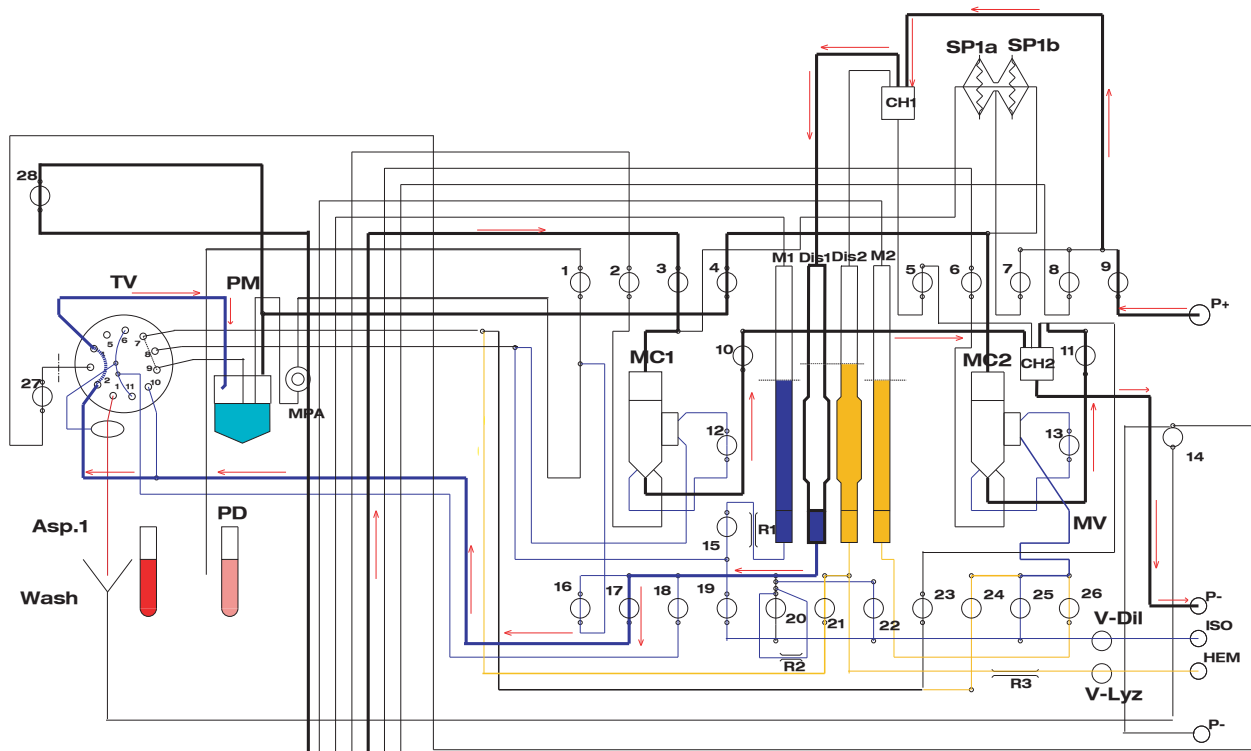 SP1a SP1b
CH1
28
TV PM
1 2 3 4 M1 Dis1 Dis2 M2 5 6 7 8 9
P+
5 6 7
4 8
9
3
2 1 11 10
27
MPA
MC1 10 MC2 CH2 11
12 13 14
Asp.1 PD
15 R1 MV
Wash
16 17 18 19 20 21 22 23 24 25 26
P-
V-Dil ISO
R2 HEM
R3 V-Lyz
P-